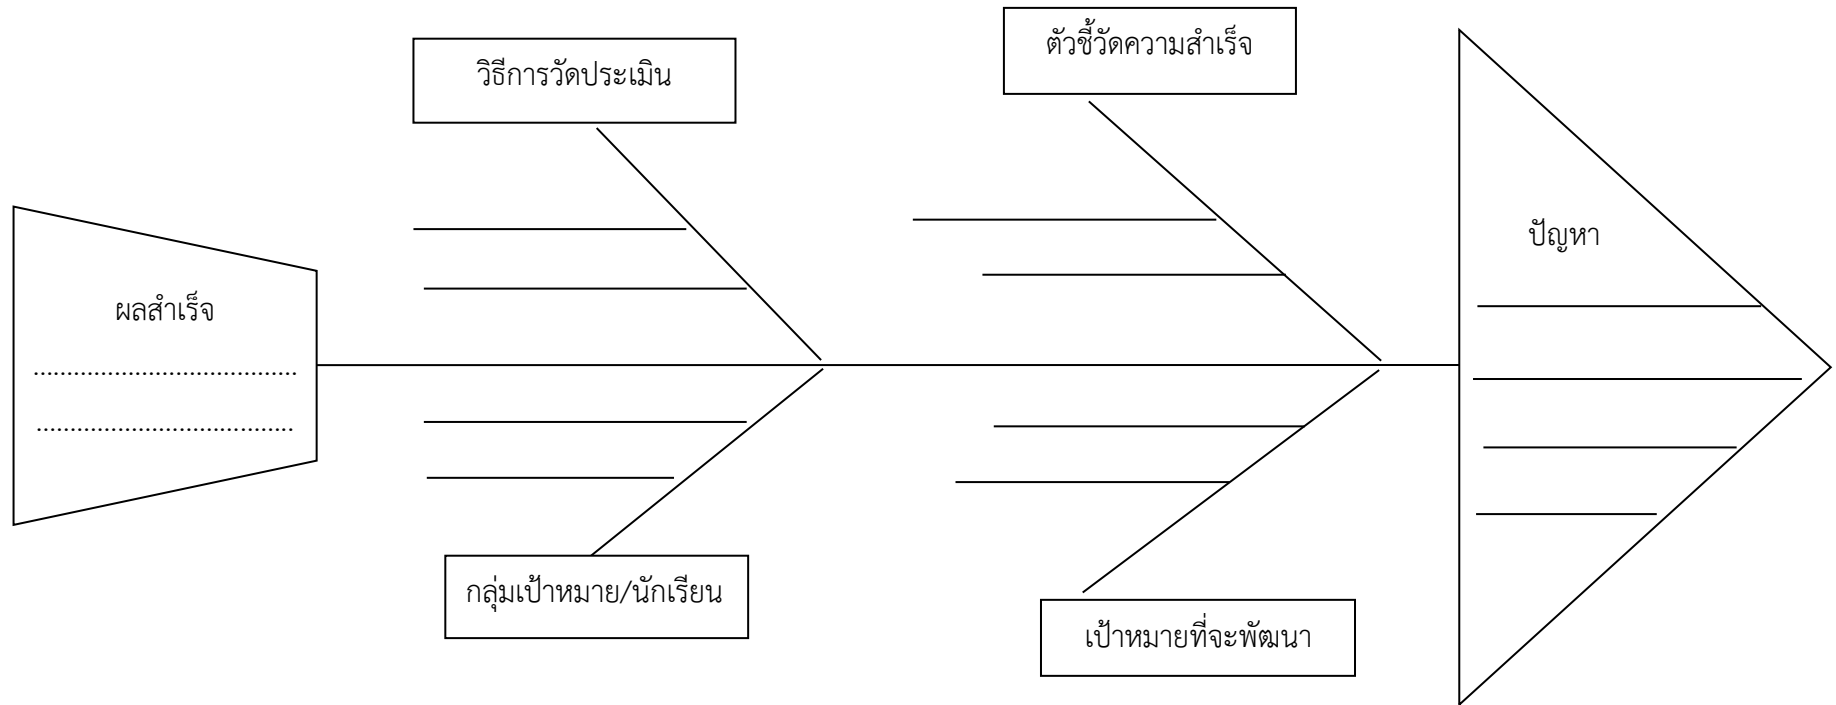 วิธีการวัดประเมิน
ตัวชี้วัดความสำเร็จ
ปัญหา
ผลสำเร็จ
........................................
.......................................
กลุ่มเป้าหมาย/นักเรียน
เป้าหมายที่จะพัฒนา